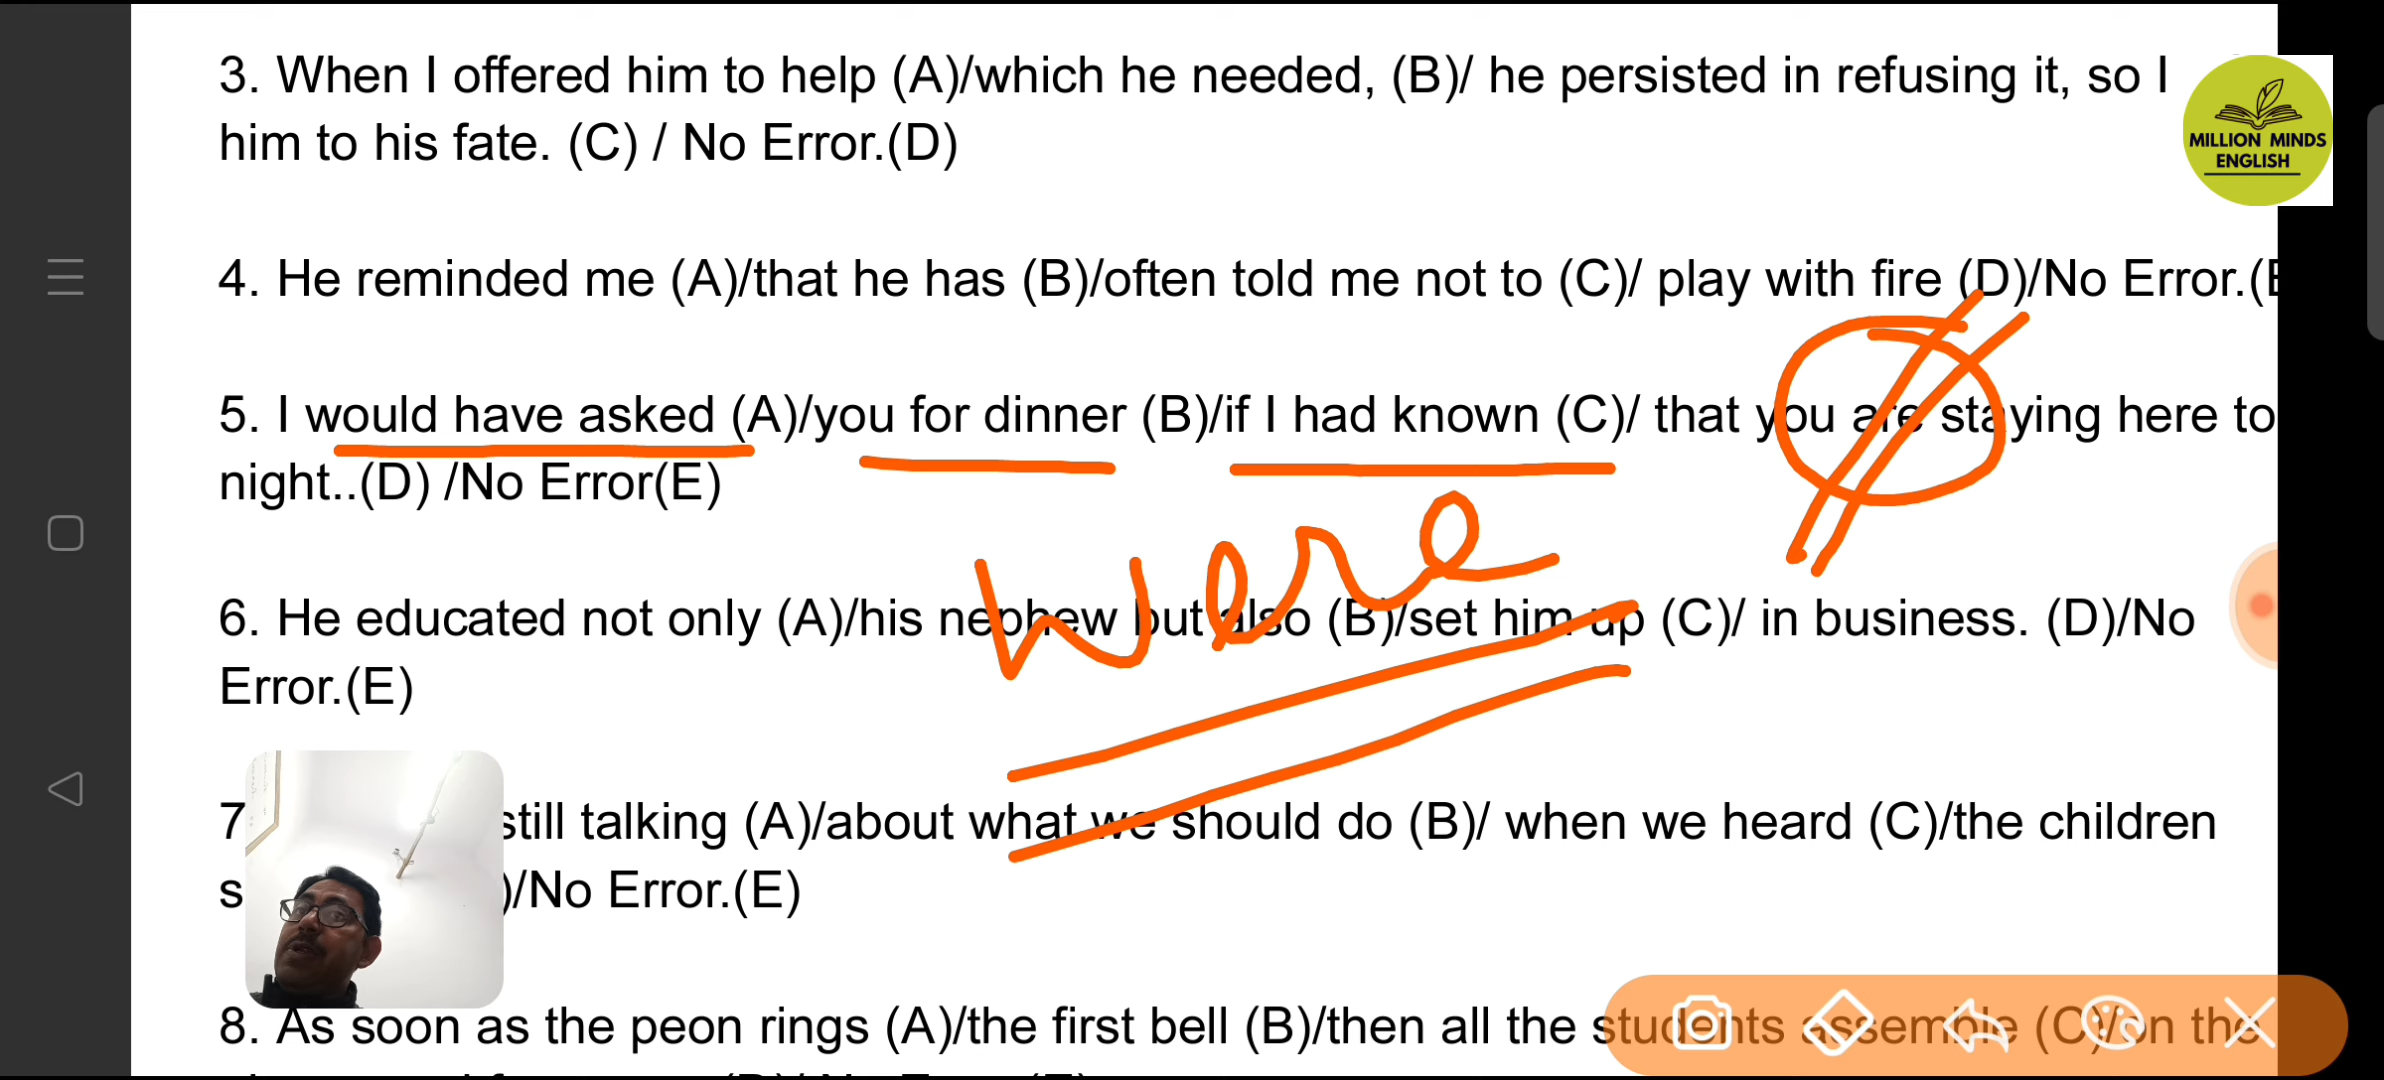 3. When I offered him to help (A)/which he needed, (B)/ he persisted in refusing it, so I
him to his fate. (C) / No Error.(D)
MILLION MINDS
ENGLISH
4. He reminded me (A)/that he has (B)/often told me not to (C)/ play with fire (D)/No Error.(E
5. I would have asked (A)/you for dinner (B)/if I had known (C)/ that you are staying here to
night..(D) /No Error(E)
were
6. He educated not only (A)/his nephew but also (B)/set him up (C)/ in business. (D)/No
Error.(E)
7 still talking (A)/about what we should do (B)/ when we heard (C)/the children
s )/No Error.(E)
8. As soon as the peon rings (A)/the first bell (B)/then all the students assemble (C)/on the